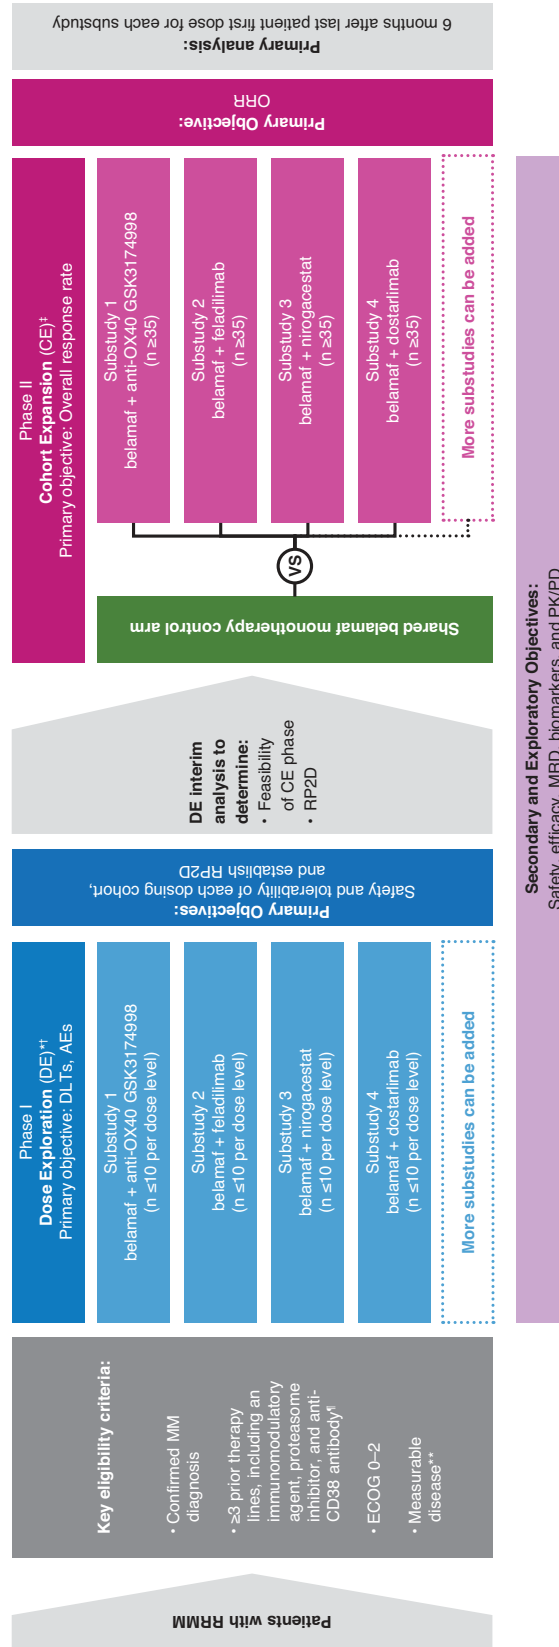 Patients with RRMM
Key eligibility criteria:
• Confirmed MM
diagnosis
• ≥3 prior therapy
lines, including an
immunomodulatory
agent, proteasome
inhibitor, and anti-
CD38 antibody¶
• ECOG 0–2
• Measurable
disease**
Phase I
Dose Exploration (DE)*†
Primary objective: DLTs, AEs
Substudy 1
belamaf + anti-OX40 GSK3174998
(n ≤10 per dose level)
Substudy 2
belamaf + feladilimab
(n ≤10 per dose level)
Substudy 3
belamaf + nirogacestat
(n ≤10 per dose level)
Substudy 4
belamaf + dostarlimab
(n ≤10 per dose level)
More substudies can be added
Primary Objectives:
Safety and tolerability of each dosing cohort,
and establish RP2D
DE interim
analysis to
determine:
• Feasibility
of CE phase
• RP2D
Phase II
Cohort Expansion (CE)‡
Primary objective: Overall response rate
Shared belamaf monotherapy control arm
VS
Substudy 1
belamaf + anti-OX40 GSK3174998
(n ≥35)
Substudy 2
belamaf + feladilimab
(n ≥35)
Substudy 3
belamaf + nirogacestat
(n ≥35)
Substudy 4
belamaf + dostarlimab
(n ≥35)
More substudies can be added
Primary Objective:
ORR
Primary analysis:
6 months after last patient first dose for each substudy
Secondary and Exploratory Objectives:
Safety, efficacy, MRD, biomarkers, and PK/PD